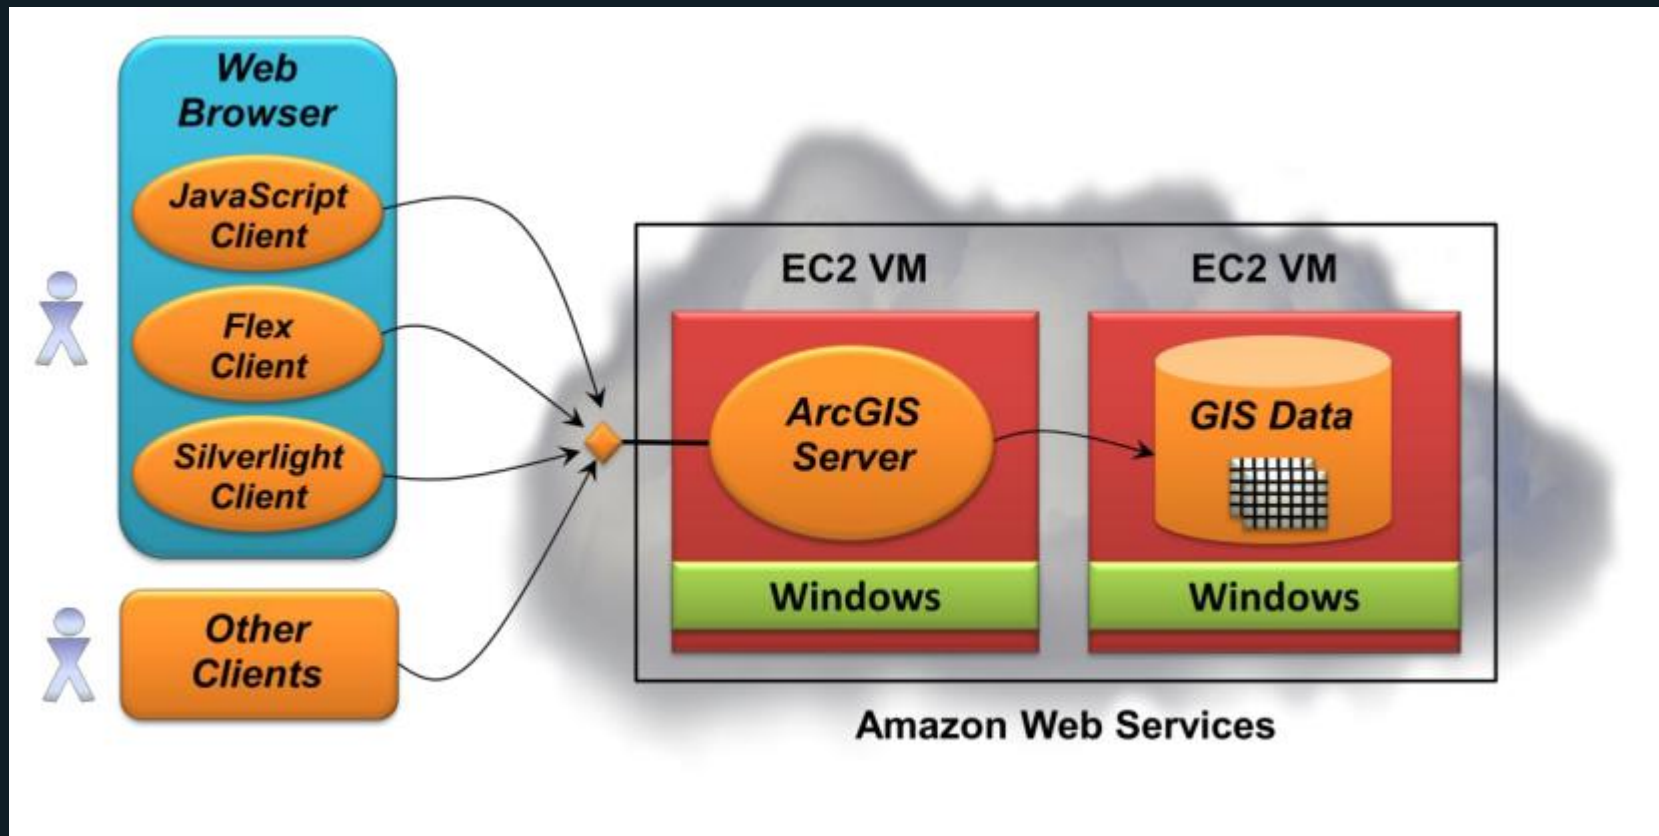 Web
Browser
JavaScript
Client
Flex
Client
Silverlight
Client
Other
Clients
EC2 VM
ArcGIS
Server
Windows
EC2 VM
GIS Data
Windows
Amazon Web Services